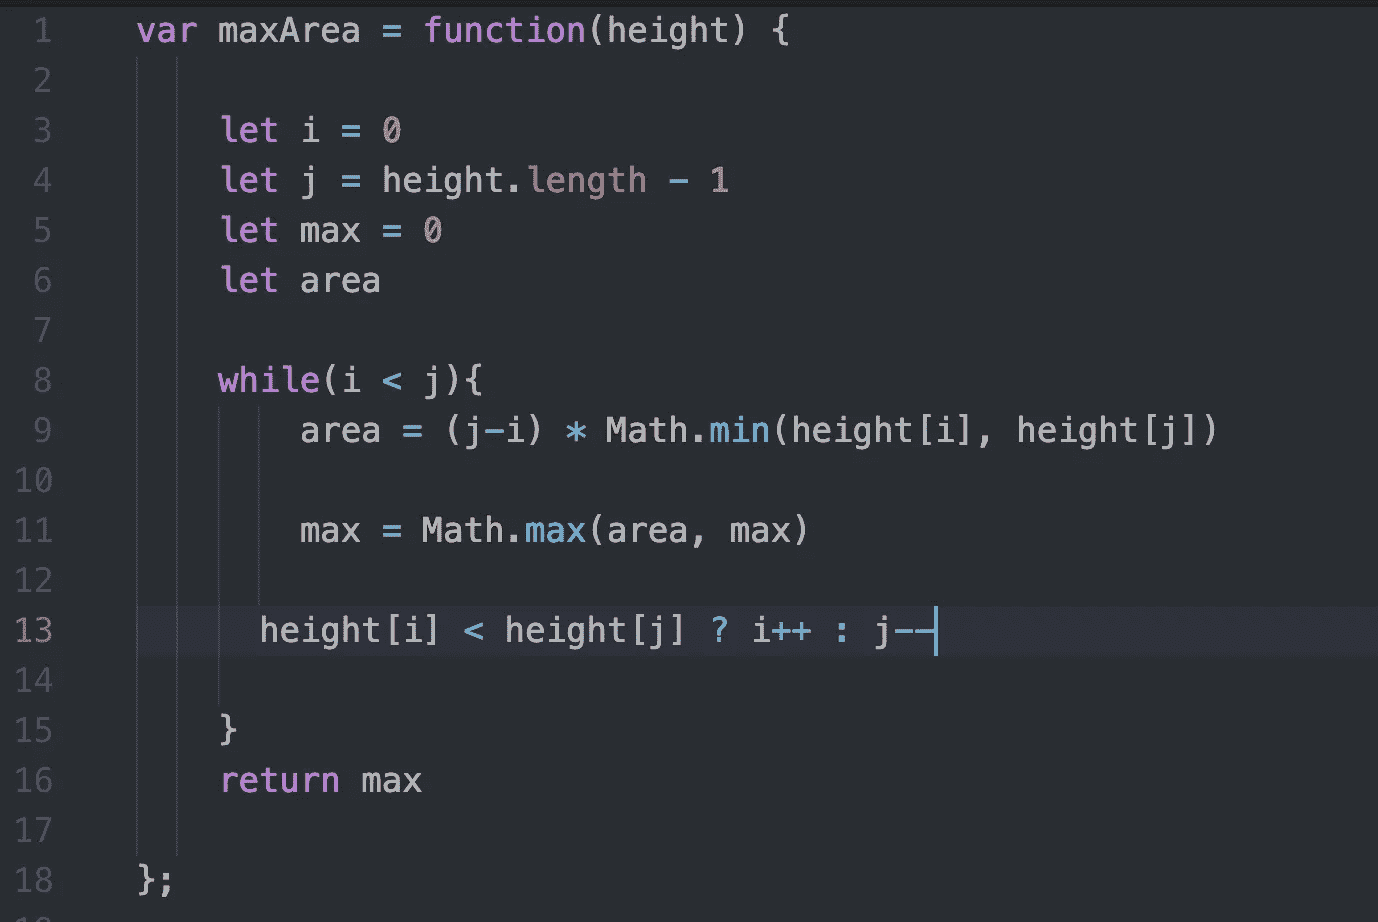 1 var maxArea = function(height) {
2
3 let i = 0
4 let j = height.length - 1
5 let max = 0
6 let area
7
8 while(i < j){
9 area = (j-i) * Math.min(height[i], height[j])
10
11 max = Math.max(area, max)
12
13 height[i] < height[j] ? i++ : j--
14
15 }
16 return max
17
18 };